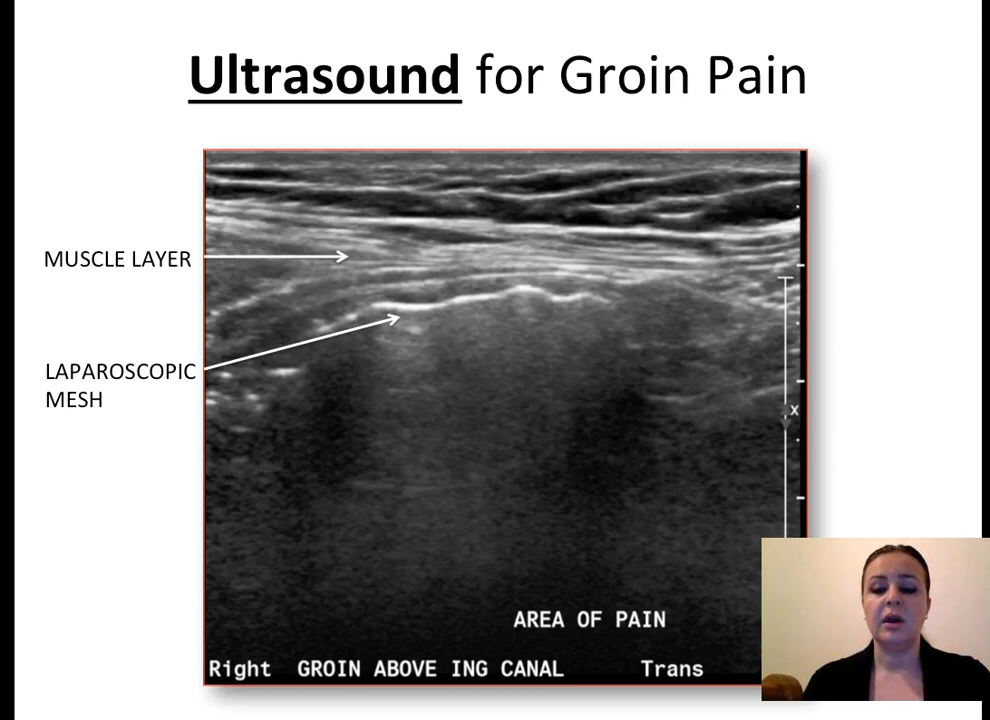 Ultrasound for Groin Pain
MUSCLE LAYER
LAPAROSCOPIC
MESH
x
AREA OF PAIN
Right GROIN ABOVE ING CANAL Trans